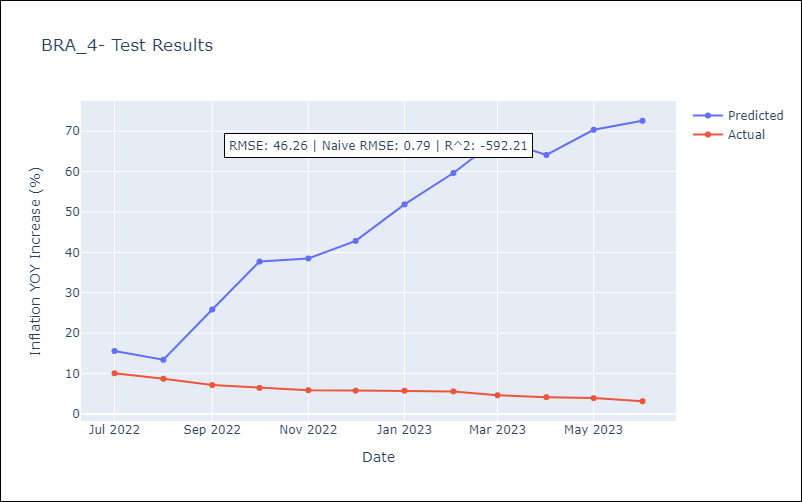 BRA_4- Test Results
Predicted
Actual
RMSE: 46.26 | Naive RMSE: 0.79 | R^2: -592.21
Inflation YOY Increase (%)
70
60
50
40
30
20
10
0
Jul 2022
Sep 2022
Nov 2022
Jan 2023
Mar 2023
May 2023
Date